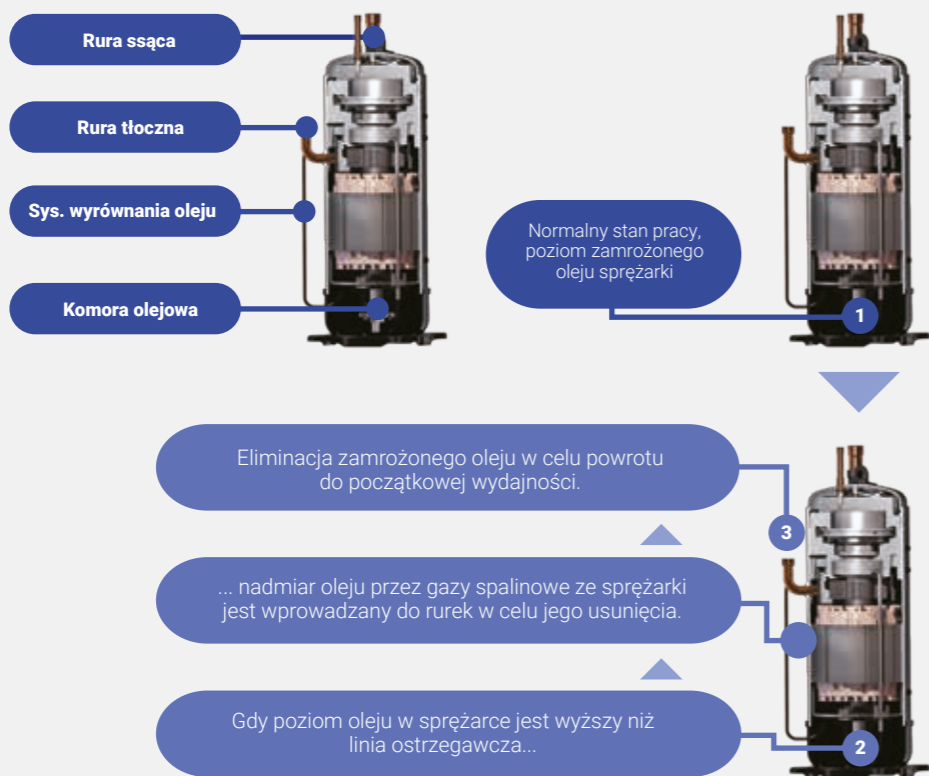 Rura ssąca
Rura tłoczna
Sys. wyrównania oleju
Komora olejowa
Normalny stan pracy,
poziom zamrożonego
oleju sprężarki
1
Eliminacja zamrożonego oleju w celu powrotu
do początkowej wydajności.
3
... nadmiar oleju przez gazy spalinowe ze sprężarki
jest wprowadzany do rurek w celu jego usunięcia.
Gdy poziom oleju w sprężarce jest wyższy niż
linia ostrzegawcza...
2